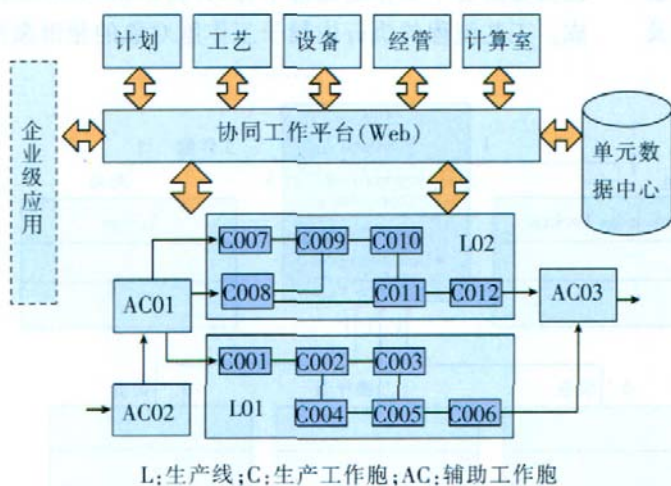 计划 工艺 设备 经管 计算室
企业级应用
协同工作平台(Web)
单元数
据中心
C007 C009 C010
L02
C008 C011 C012
AC01
AC03
C001 C002 C003
AC02
L01
C004 C005 C006
L:生产线;C:生产工作胞;AC:辅助工作胞